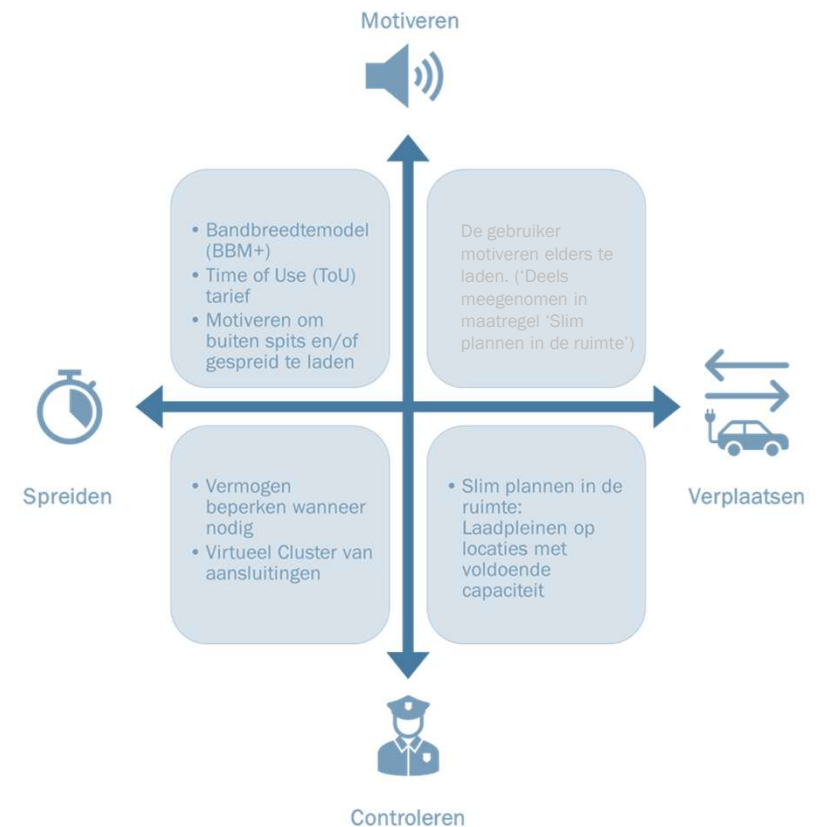 Motiveren
• Bandbreedtemodel
(BBM+)
• Time of Use (ToU)
tarief
• Motiveren om
buiten spits en/of
gespreid te laden
De gebruiker
motiveren elders te
laden. (‘Deels
meegenomen in
maatregel ‘Slim
plannen in de ruimte’)
Spreiden
Verplaatsen
• Vermogen
beperken wanneer
nodig
• Virtueel Cluster van
aansluitingen
• Slim plannen in de
ruimte:
Laadpleinen op
locaties met
voldoende
capaciteit
Controleren